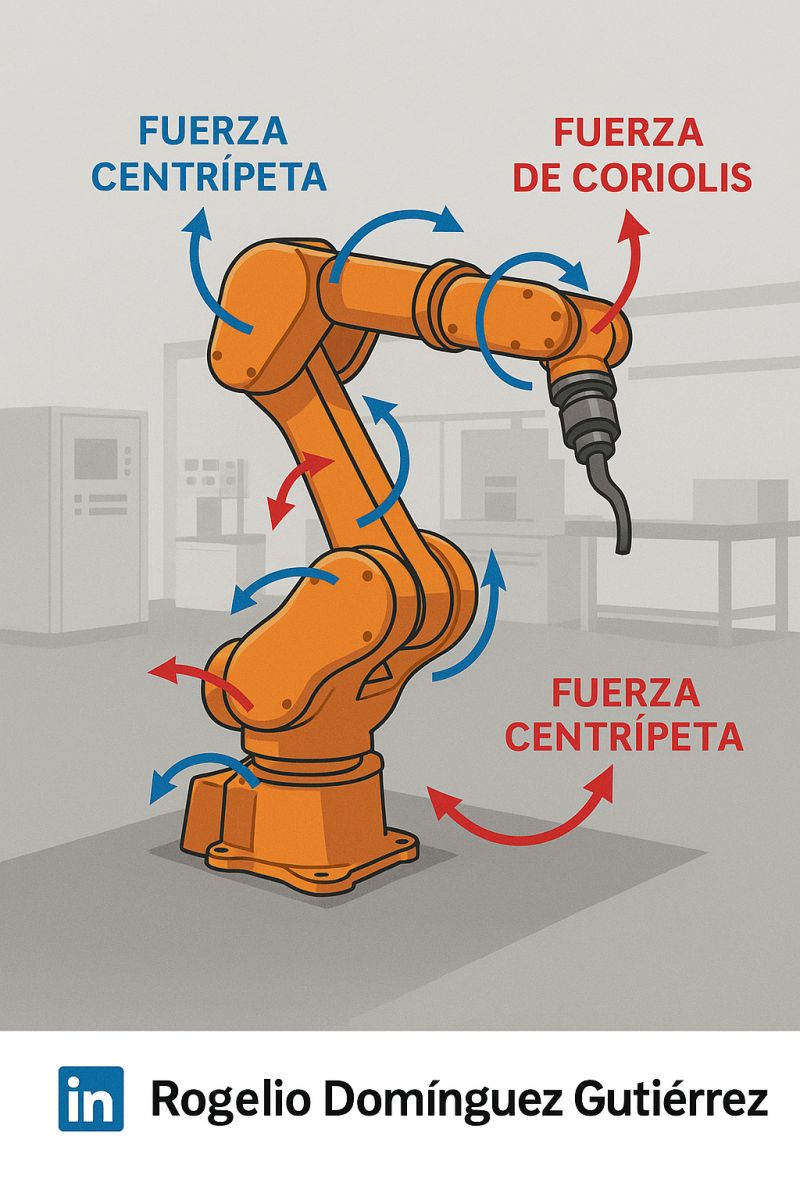 FUERZA
CENTRÍPETA
FUERZA
DE CORIOLIS
FUERZA
CENTRÍPETA
in Rogelio Domínguez Gutiérrez